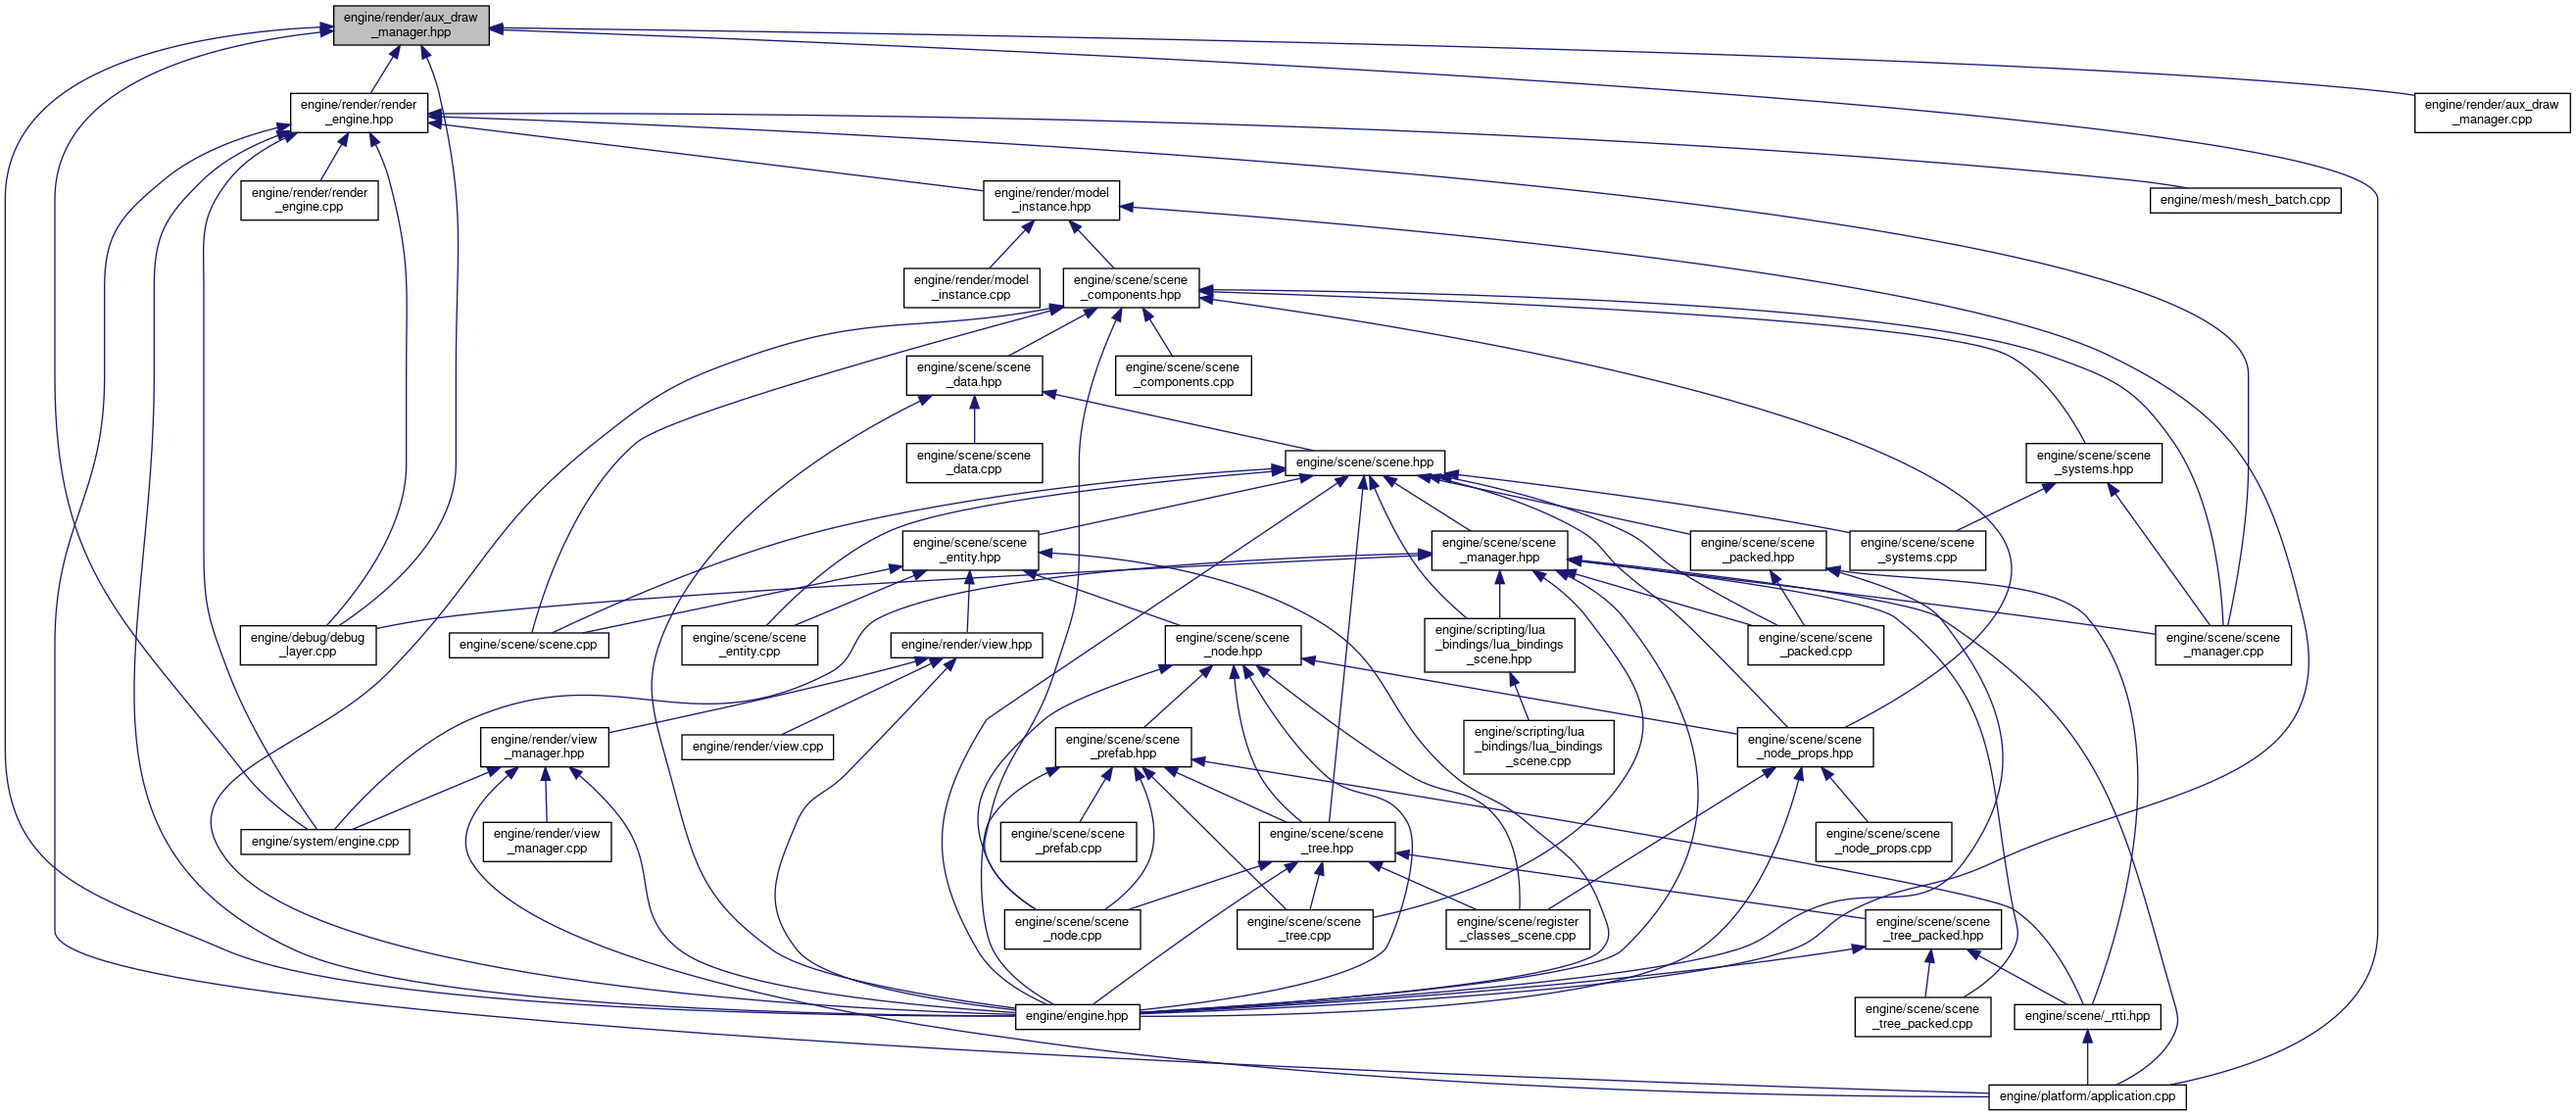 engine/render/aux_draw
_manager.hpp
engine/render/render
_engine.hpp
engine/render/aux_draw
_manager.cpp
engine/render/render
_engine.cpp
engine/render/model
_instance.hpp
engine/mesh/mesh_batch.cpp
engine/render/model
_instance.cpp
engine/scene/scene
_components.hpp
engine/scene/scene
_data.hpp
engine/scene/scene
_components.cpp
engine/scene/scene
_data.cpp
engine/scene/scene.hpp
engine/scene/scene
_systems.hpp
engine/scene/scene
_entity.hpp
engine/scene/scene
_manager.hpp
engine/scene/scene
_packed.hpp
engine/scene/scene
_systems.cpp
engine/debug/debug
_layer.cpp
engine/scene/scene.cpp
engine/scene/scene
_entity.cpp
engine/render/view.hpp
engine/scene/scene
_node.hpp
engine/scripting/lua
_bindings/lua_bindings
_scene.hpp
engine/scene/scene
_packed.cpp
engine/scene/scene
_manager.cpp
engine/render/view
_manager.hpp
engine/render/view.cpp
engine/scene/scene
_prefab.hpp
engine/scripting/lua
_bindings/lua_bindings
_scene.cpp
engine/scene/scene
_node_props.hpp
engine/system/engine.cpp
engine/render/view
_manager.cpp
engine/scene/scene
_prefab.cpp
engine/scene/scene
_tree.hpp
engine/scene/scene
_node_props.cpp
engine/scene/scene
_node.cpp
engine/scene/scene
_tree.cpp
engine/scene/register
_classes_scene.cpp
engine/scene/scene
_tree_packed.hpp
engine/engine.hpp
engine/scene/scene
_tree_packed.cpp
engine/scene/_rtti.hpp
engine/platform/application.cpp